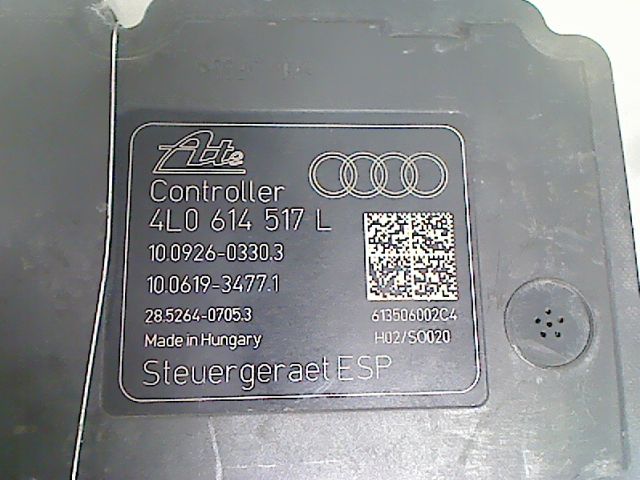 Ate
Controller
4L0 614 517 L
10.0926-0330.3
10.0619-3477.1
28.5264-0705.3 613506002C4
Made in Hungary H02/SO020
Steuergeraet ESP